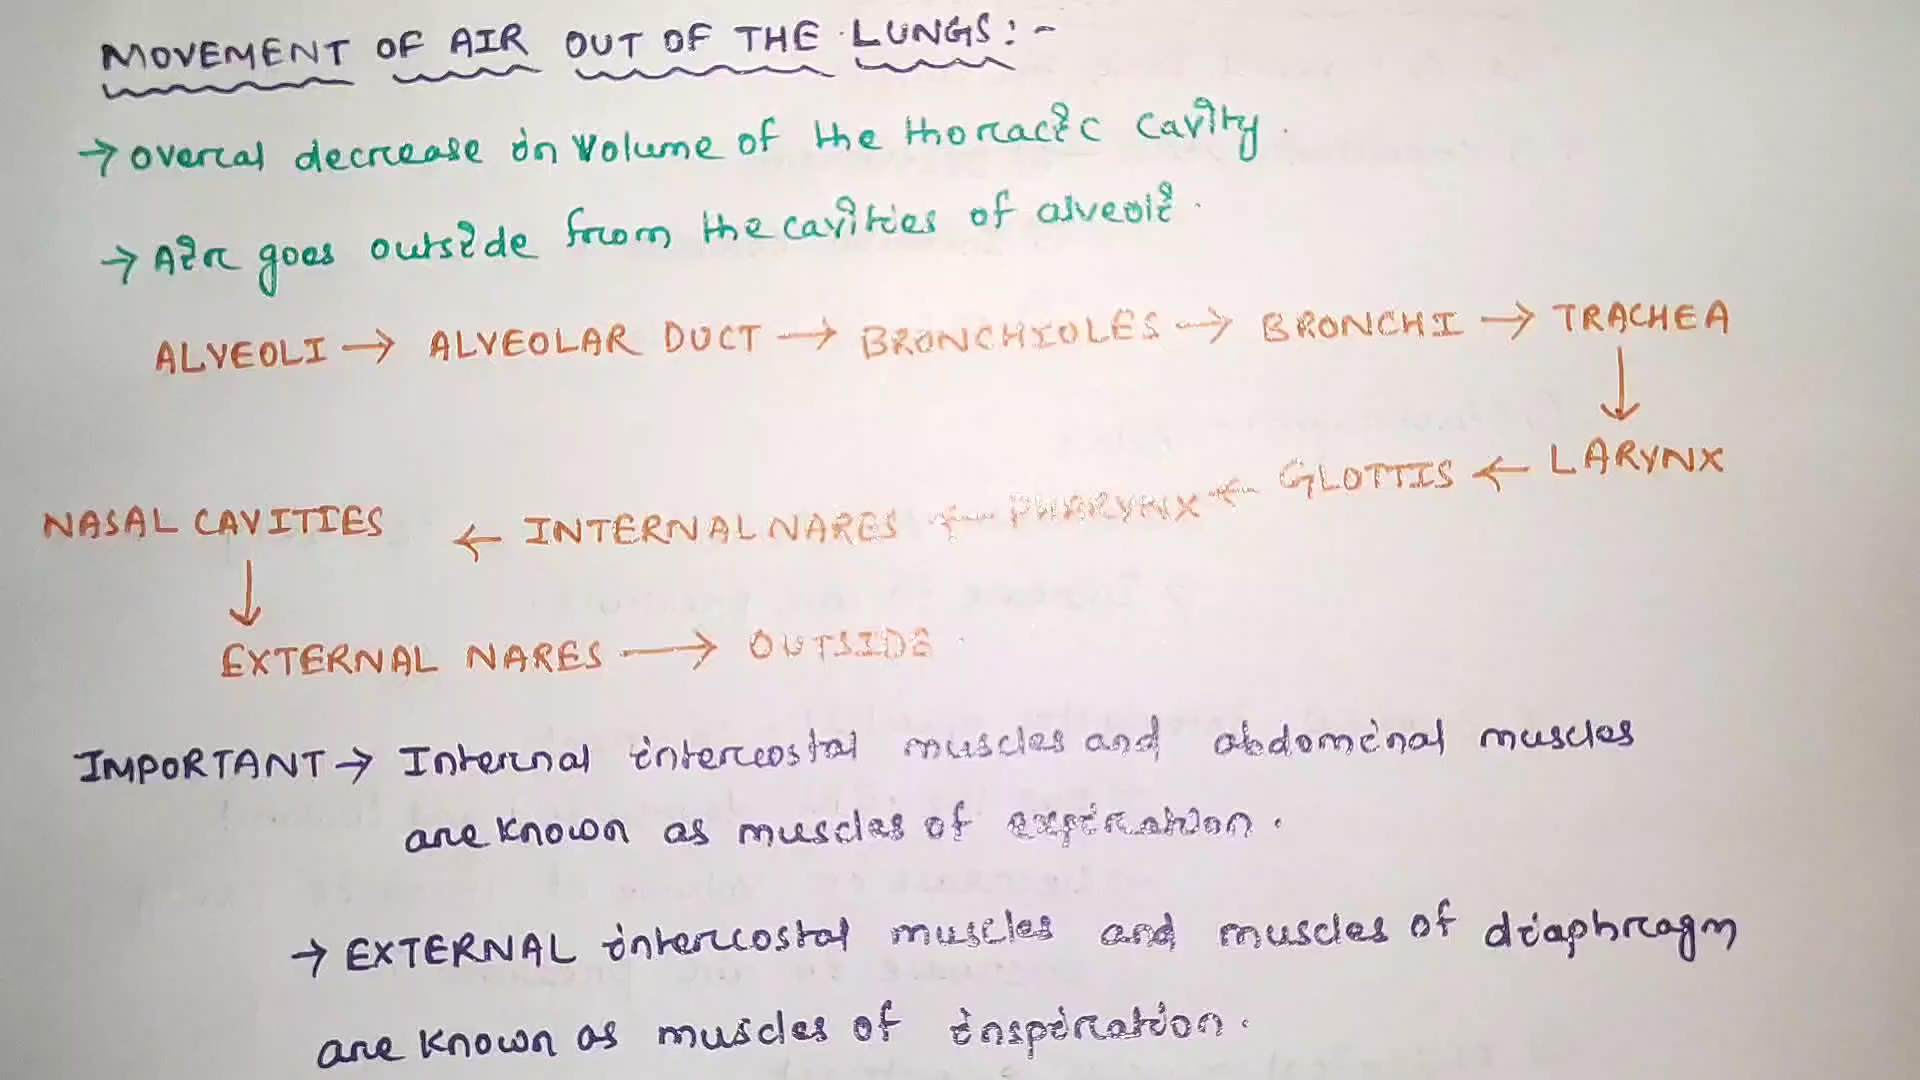 MOVEMENT OF AIR OUT OF THE LUNGS:-
→ overcal decrease in volume of the thoracic cavity.
→ Air goes outside from the cavities of alveoli.
ALVEOLI → ALVEOLAR DUCT → BRONCHIOLES → BRONCHI → TRACHEA
↓
NASAL CAVITIES ← INTERNAL NARES ← PHARYNX ← GLOTTIS ← LARYNX
↓
EXTERNAL NARES → OUTSIDE.
IMPORTANT → Internal intercostal muscles and abdominal muscles
are known as muscles of expiration.
→ EXTERNAL intercostal muscles and muscles of diaphragm
are known as muscles of inspiration.